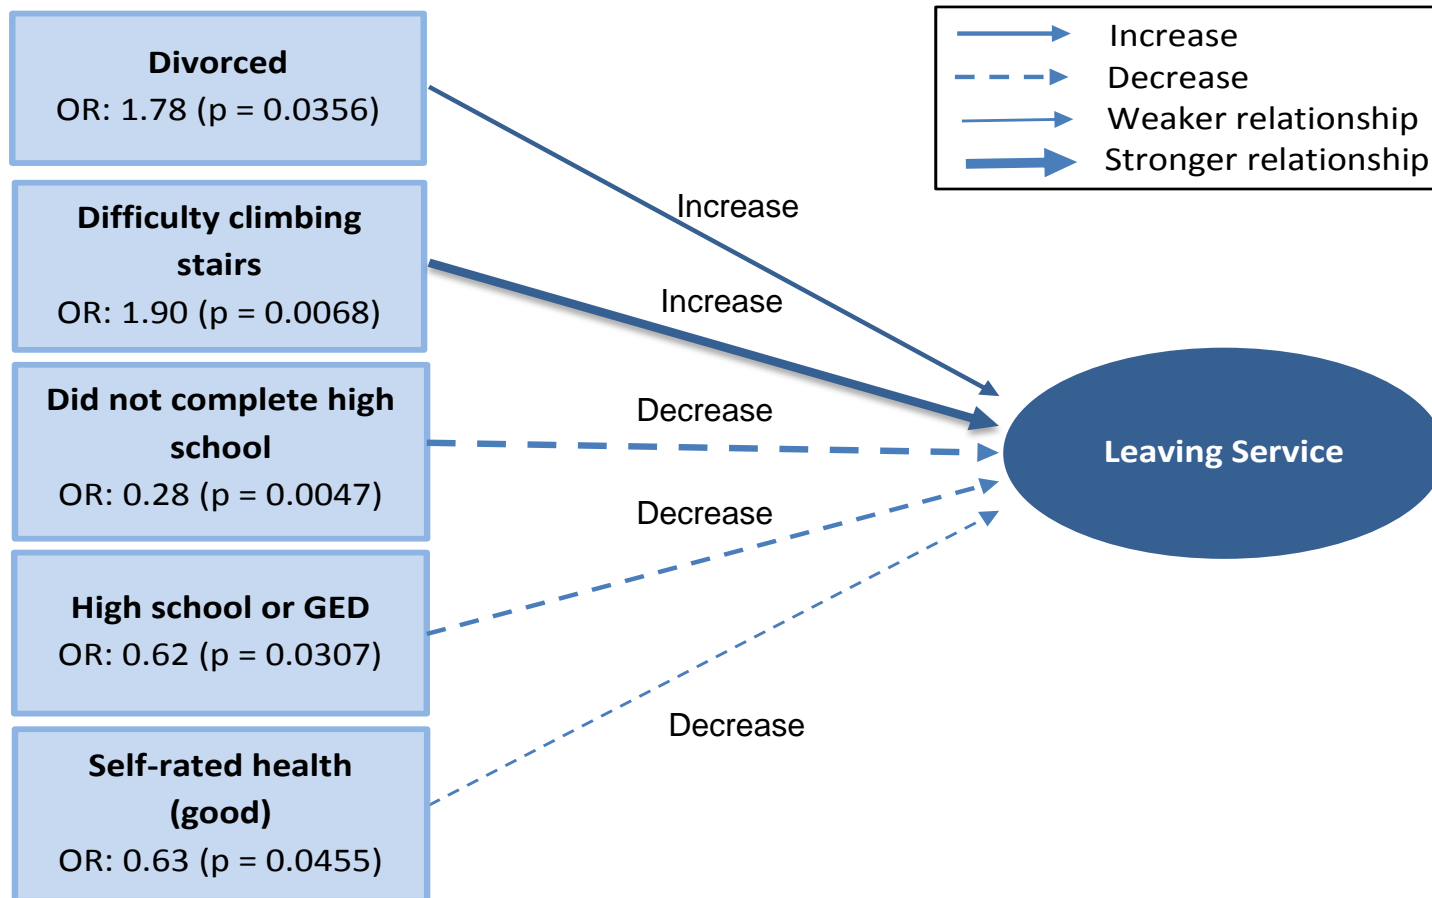 Divorced
OR: 1.78 (p = 0.0356)
Difficulty climbing
stairs
OR: 1.90 (p = 0.0068)
Did not complete high
school
OR: 0.28 (p = 0.0047)
High school or GED
OR: 0.62 (p = 0.0307)
Self-rated health
(good)
OR: 0.63 (p = 0.0455)
Increase
Increase
Decrease
Decrease
Decrease
Leaving Service
Increase
Decrease
Weaker relationship
Stronger relationship